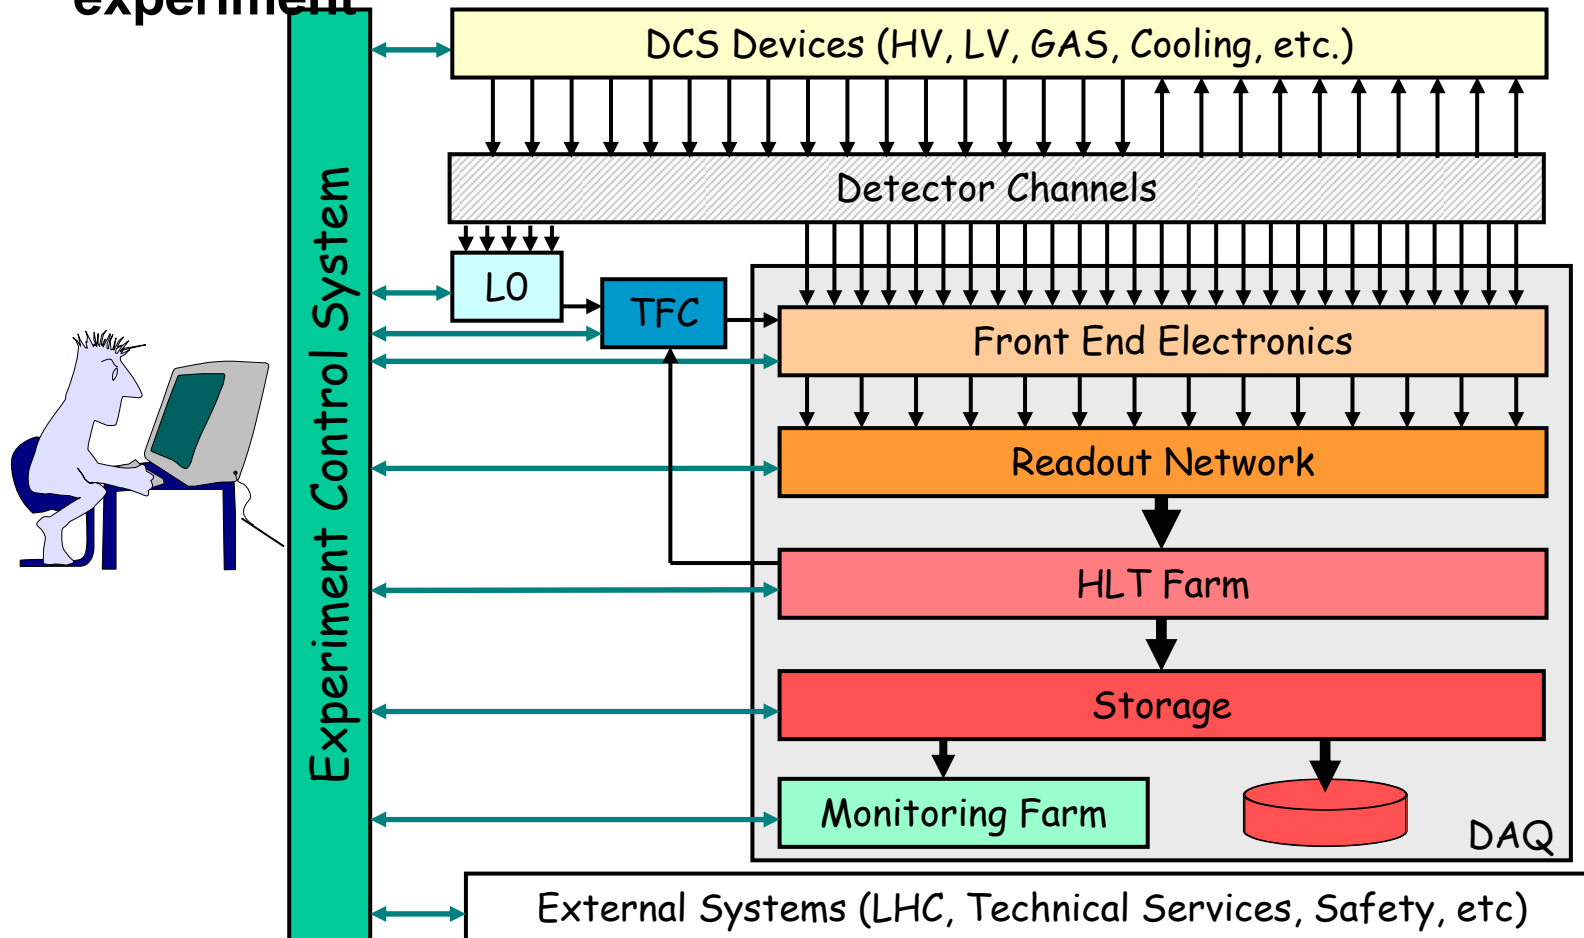 experiment
DCS Devices (HV, LV, GAS, Cooling, etc.)
Detector Channels
Experiment Control System
L0
TFC
Front End Electronics
Readout Network
HLT Farm
Storage
Monitoring Farm
DAQ
External Systems (LHC, Technical Services, Safety, etc)